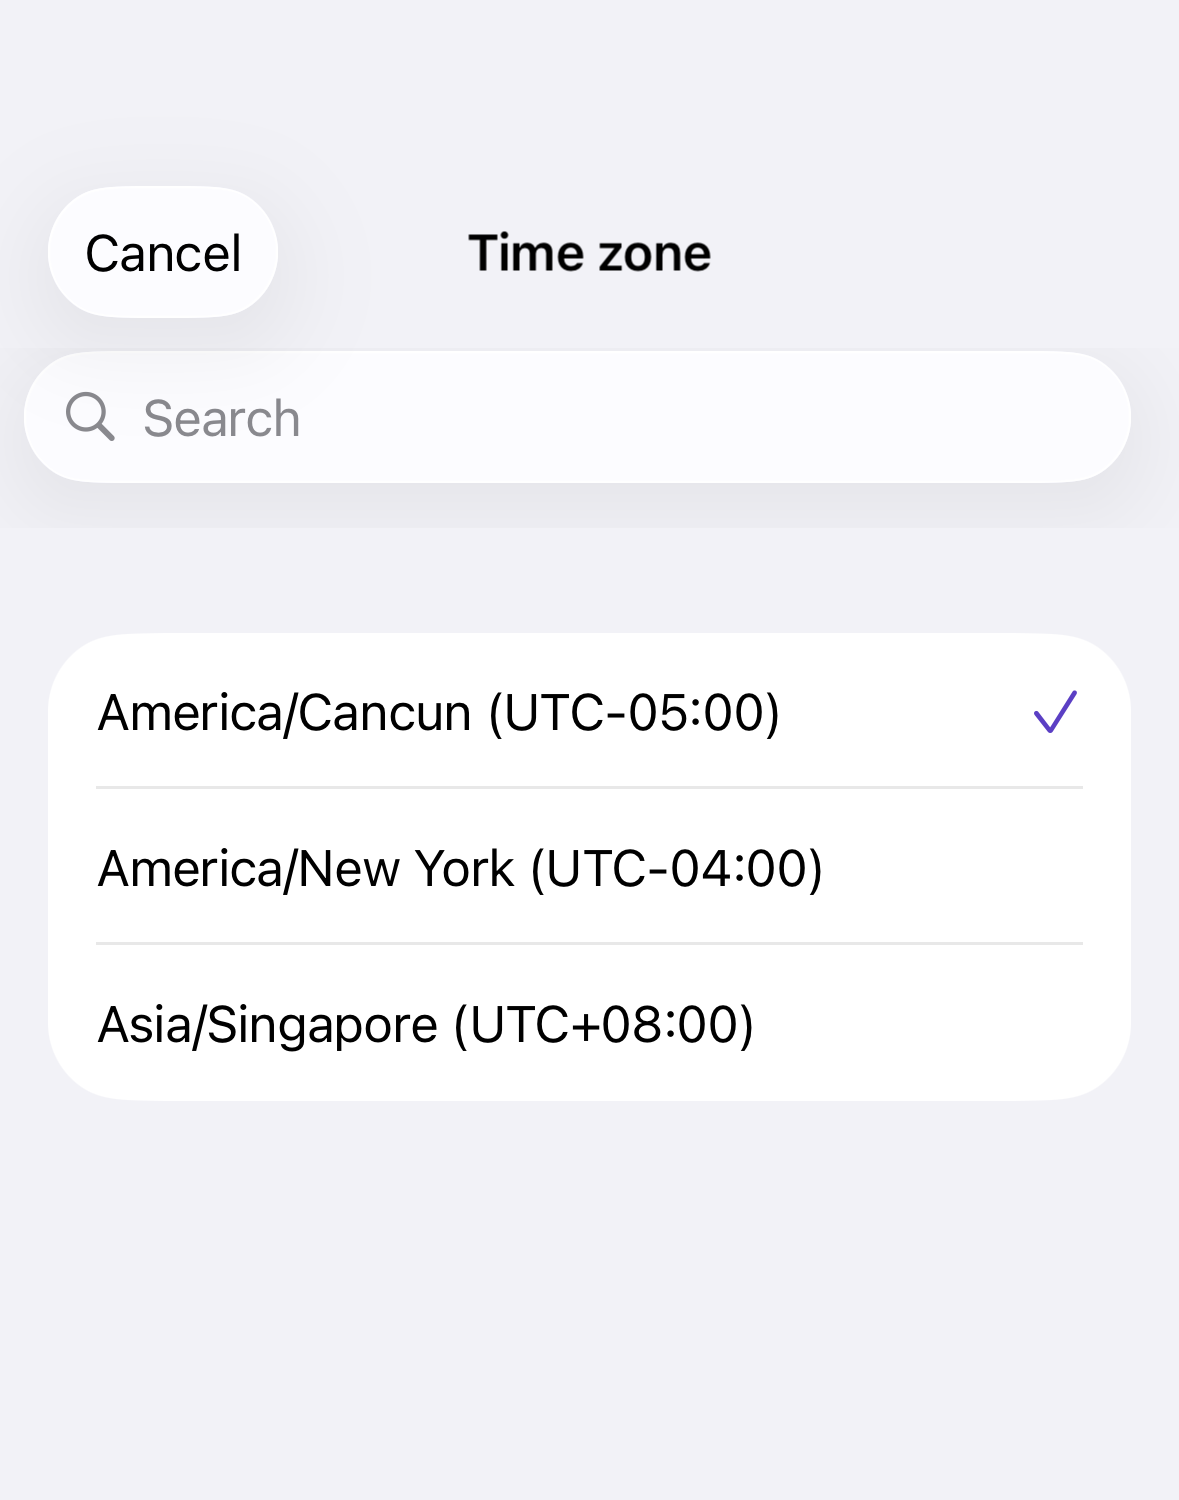 Cancel
Time zone
Search
America/Cancun (UTC-05:00)
America/New York (UTC-04:00)
Asia/Singapore (UTC+08:00)